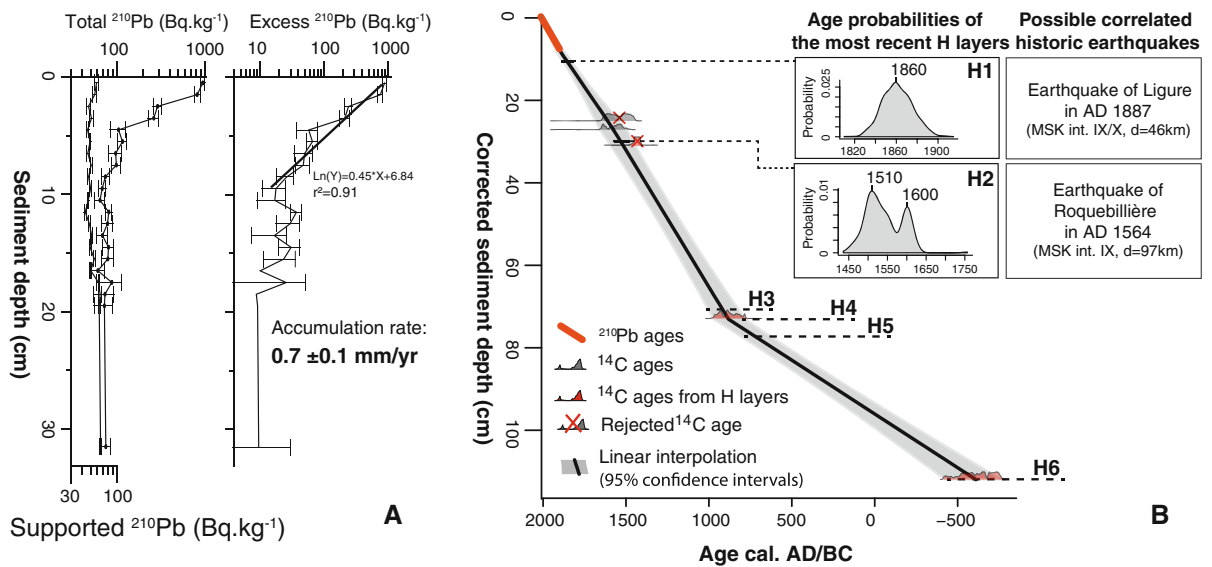 Total ²¹⁰Pb (Bq.kg⁻¹)
100 1000
Excess ²¹⁰Pb (Bq.kg⁻¹)
10 100 1000
0
10
20
30
Sediment depth (cm)
Ln(Y)=0.45*X+6.84
r²=0.91
Accumulation rate:
0.7 ±0.1 mm/yr
30 100
Supported ²¹⁰Pb (Bq.kg⁻¹)
A
0
20
40
60
80
100
Corrected sediment depth (cm)
Age probabilities of
the most recent H layers
Possible correlated
historic earthquakes
H1
1860
Probability
0.025
0
1820 1860 1900
Earthquake of Ligure
in AD 1887
(MSK int. IX/X, d=46km)
H2
1510
1600
Probability
0.01
0
1450 1550 1650 1750
Earthquake of
Roquebillière
in AD 1564
(MSK int. IX, d=97km)
H3
H4
H5
H6
²¹⁰Pb ages
¹⁴C ages
¹⁴C ages from H layers
Rejected¹⁴C age
Linear interpolation
(95% confidence intervals)
2000 1500 1000 500 0 −500
Age cal. AD/BC
B